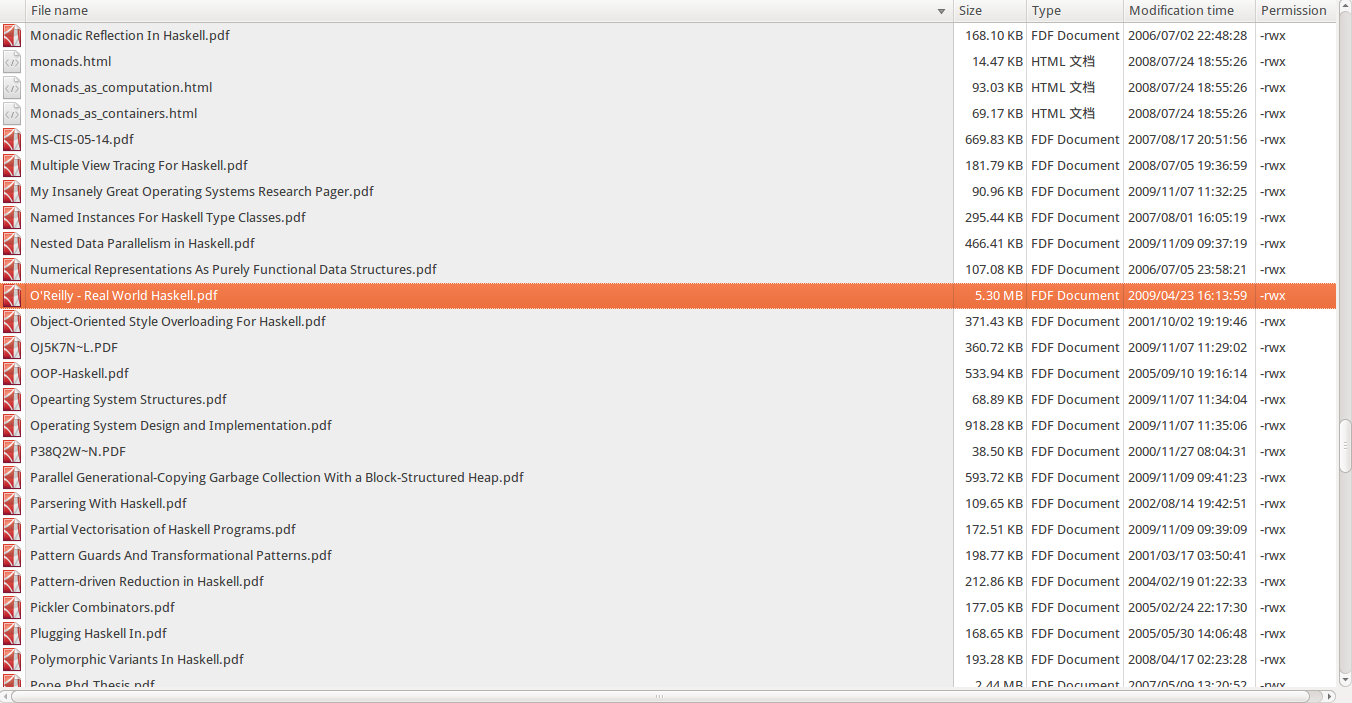 File name Size Type Modification time Permission
Monadic Reflection In Haskell.pdf 168.10 KB FDF Document 2006/07/02 22:48:28 -rwx
monads.html 14.47 KB HTML 文档 2008/07/24 18:55:26 -rwx
Monads_as_computation.html 93.03 KB HTML 文档 2008/07/24 18:55:26 -rwx
Monads_as_containers.html 69.17 KB HTML 文档 2008/07/24 18:55:26 -rwx
MS-CIS-05-14.pdf 669.83 KB FDF Document 2007/08/17 20:51:56 -rwx
Multiple View Tracing For Haskell.pdf 181.79 KB FDF Document 2008/07/05 19:36:59 -rwx
My Insanely Great Operating Systems Research Pager.pdf 90.96 KB FDF Document 2009/11/07 11:32:25 -rwx
Named Instances For Haskell Type Classes.pdf 295.44 KB FDF Document 2007/08/01 16:05:19 -rwx
Nested Data Parallelism in Haskell.pdf 466.41 KB FDF Document 2009/11/09 09:37:19 -rwx
Numerical Representations As Purely Functional Data Structures.pdf 107.08 KB FDF Document 2006/07/05 23:58:21 -rwx
O'Reilly - Real World Haskell.pdf 5.30 MB FDF Document 2009/04/23 16:13:59 -rwx
Object-Oriented Style Overloading For Haskell.pdf 371.43 KB FDF Document 2001/10/02 19:19:46 -rwx
OJ5K7N~L.PDF 360.72 KB FDF Document 2009/11/07 11:29:02 -rwx
OOP-Haskell.pdf 533.94 KB FDF Document 2005/09/10 19:16:14 -rwx
Opearting System Structures.pdf 68.89 KB FDF Document 2009/11/07 11:34:04 -rwx
Operating System Design and Implementation.pdf 918.28 KB FDF Document 2009/11/07 11:35:06 -rwx
P38Q2W~N.PDF 38.50 KB FDF Document 2000/11/27 08:04:31 -rwx
Parallel Generational-Copying Garbage Collection With a Block-Structured Heap.pdf 593.72 KB FDF Document 2009/11/09 09:41:23 -rwx
Parsering With Haskell.pdf 109.65 KB FDF Document 2002/08/14 19:42:51 -rwx
Partial Vectorisation of Haskell Programs.pdf 172.51 KB FDF Document 2009/11/09 09:39:09 -rwx
Pattern Guards And Transformational Patterns.pdf 198.77 KB FDF Document 2001/03/17 03:50:41 -rwx
Pattern-driven Reduction in Haskell.pdf 212.86 KB FDF Document 2004/02/19 01:22:33 -rwx
Pickler Combinators.pdf 177.05 KB FDF Document 2005/02/24 22:17:30 -rwx
Plugging Haskell In.pdf 168.65 KB FDF Document 2005/05/30 14:06:48 -rwx
Polymorphic Variants In Haskell.pdf 193.28 KB FDF Document 2008/04/17 02:23:28 -rwx
Pope Phd Thesis.pdf 2.44 MB FDF Document 2007/05/09 13:20:52 -rwx